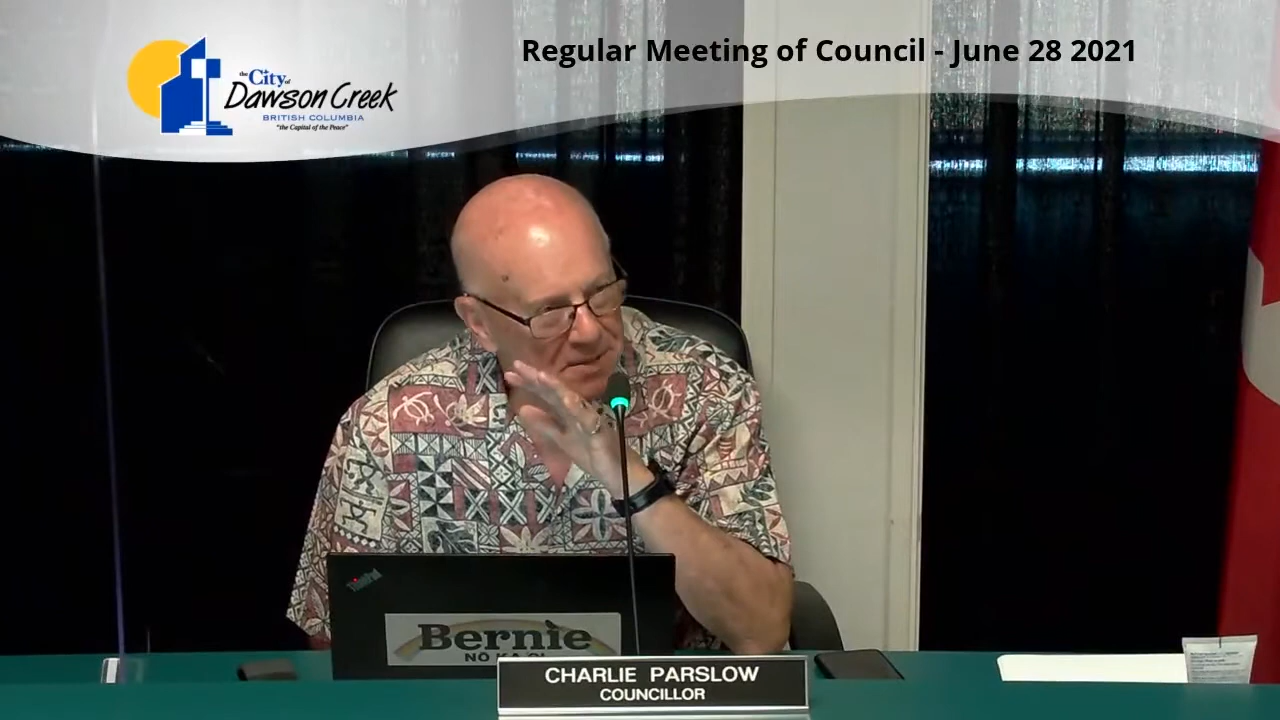 Regular Meeting of Council - June 28 2021
the City of
Dawson Creek
BRITISH COLUMBIA
"the Capital of the Peace"
ThinkPad
Bernie
CHARLIE PARSLOW
COUNCILLOR